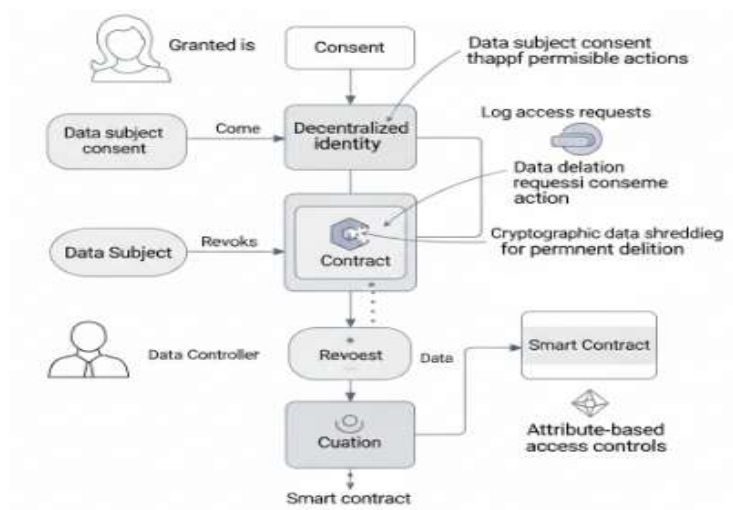 Granted is
Consent
Data subject consent
thappf permisible actions
Log access requests
Data subject
consent
Come
Decentralized
identity
Data delation
requessi conseme
action
Data Subject
Revoks
Contract
Cryptographic data shreddieg
for permnent delition
Data Controller
Revoest
Data
Smart Contract
Cuation
Attribute-based
access controls
Smart contract